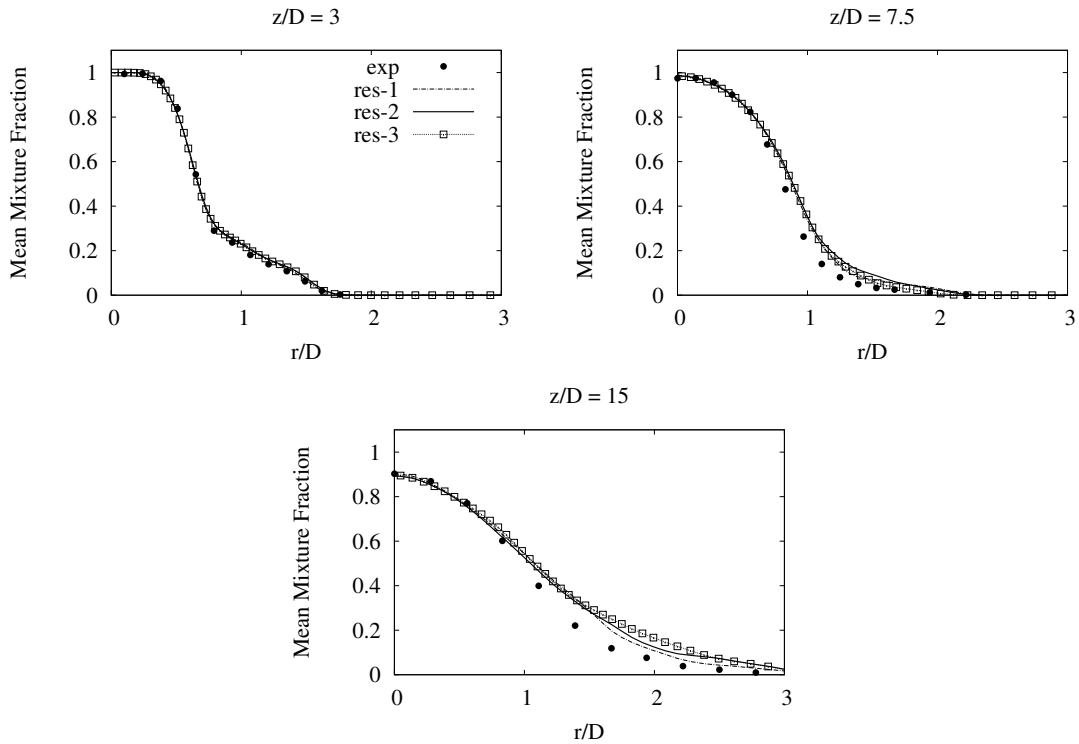 z/D = 3
Mean Mixture Fraction
1
0.8
0.6
0.4
0.2
0
0 1 2 3
r/D
exp
res-1
res-2
res-3
z/D = 7.5
Mean Mixture Fraction
1
0.8
0.6
0.4
0.2
0
0 1 2 3
r/D
z/D = 15
Mean Mixture Fraction
1
0.8
0.6
0.4
0.2
0
0 1 2 3
r/D